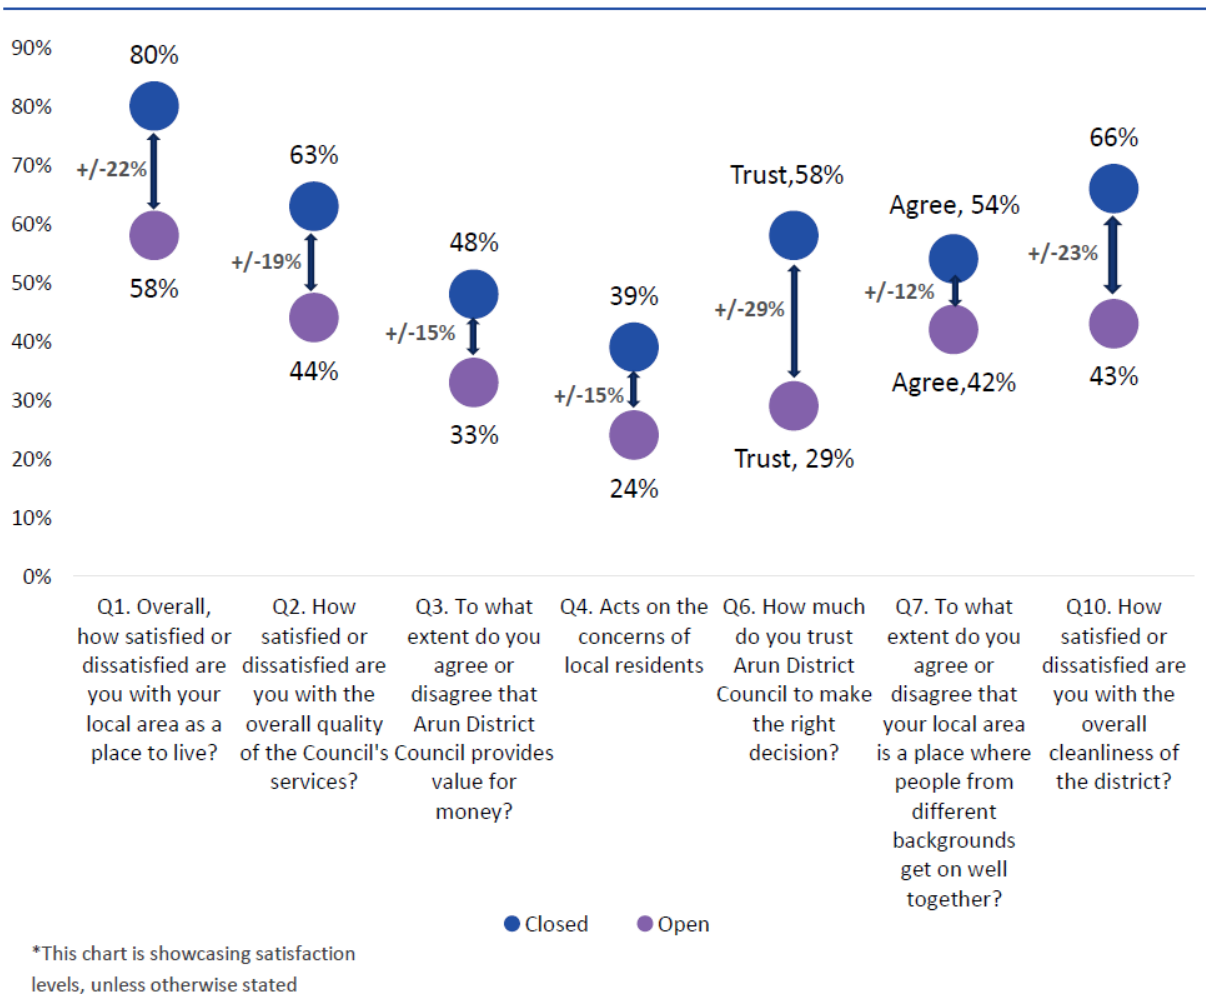 90%
80%
70%
60%
50%
40%
30%
20%
10%
0%
80%
+/-22%
58%
63%
+/-19%
44%
48%
+/-15%
33%
39%
+/-15%
24%
Trust,58%
+/-29%
Trust, 29%
Agree, 54%
+/-12%
Agree,42%
66%
+/-23%
43%
Q1. Overall,
how satisfied or
dissatisfied are
you with your
local area as a
place to live?
Q2. How
satisfied or
dissatisfied are
you with the
overall quality
of the Council's
services?
Q3. To what
extent do you
agree or
disagree that
Arun District
Council provides
value for
money?
Q4. Acts on the
concerns of
local residents
Q6. How much
do you trust
Arun District
Council to make
the right
decision?
Q7. To what
extent do you
agree or
disagree that
your local area
is a place where
people from
different
backgrounds
get on well
together?
Q10. How
satisfied or
dissatisfied are
you with the
overall
cleanliness of
the district?
Closed
Open
*This chart is showcasing satisfaction
levels, unless otherwise stated